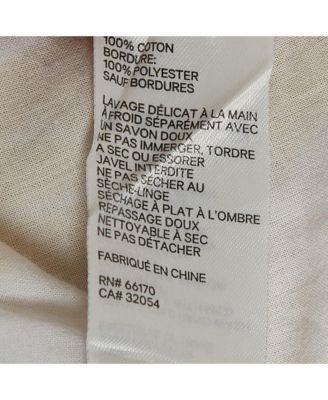 100% COTON
BORDURE:
100% POLYESTER
SAUF BORDURES
LAVAGE DÉLICAT À LA MAIN
À FROID SÉPARÉMENT AVEC
UN SAVON DOUX
NE PAS IMMERGER, TORDRE
À SEC OU ESSORER
JAVEL INTERDITE
NE PAS SÉCHER AU
SÈCHE-LINGE
SÉCHAGE À PLAT À L'OMBRE
REPASSAGE DOUX
NETTOYABLE À SEC
NE PAS DÉTACHER
FABRIQUÉ EN CHINE
RN# 66170
CA# 32054